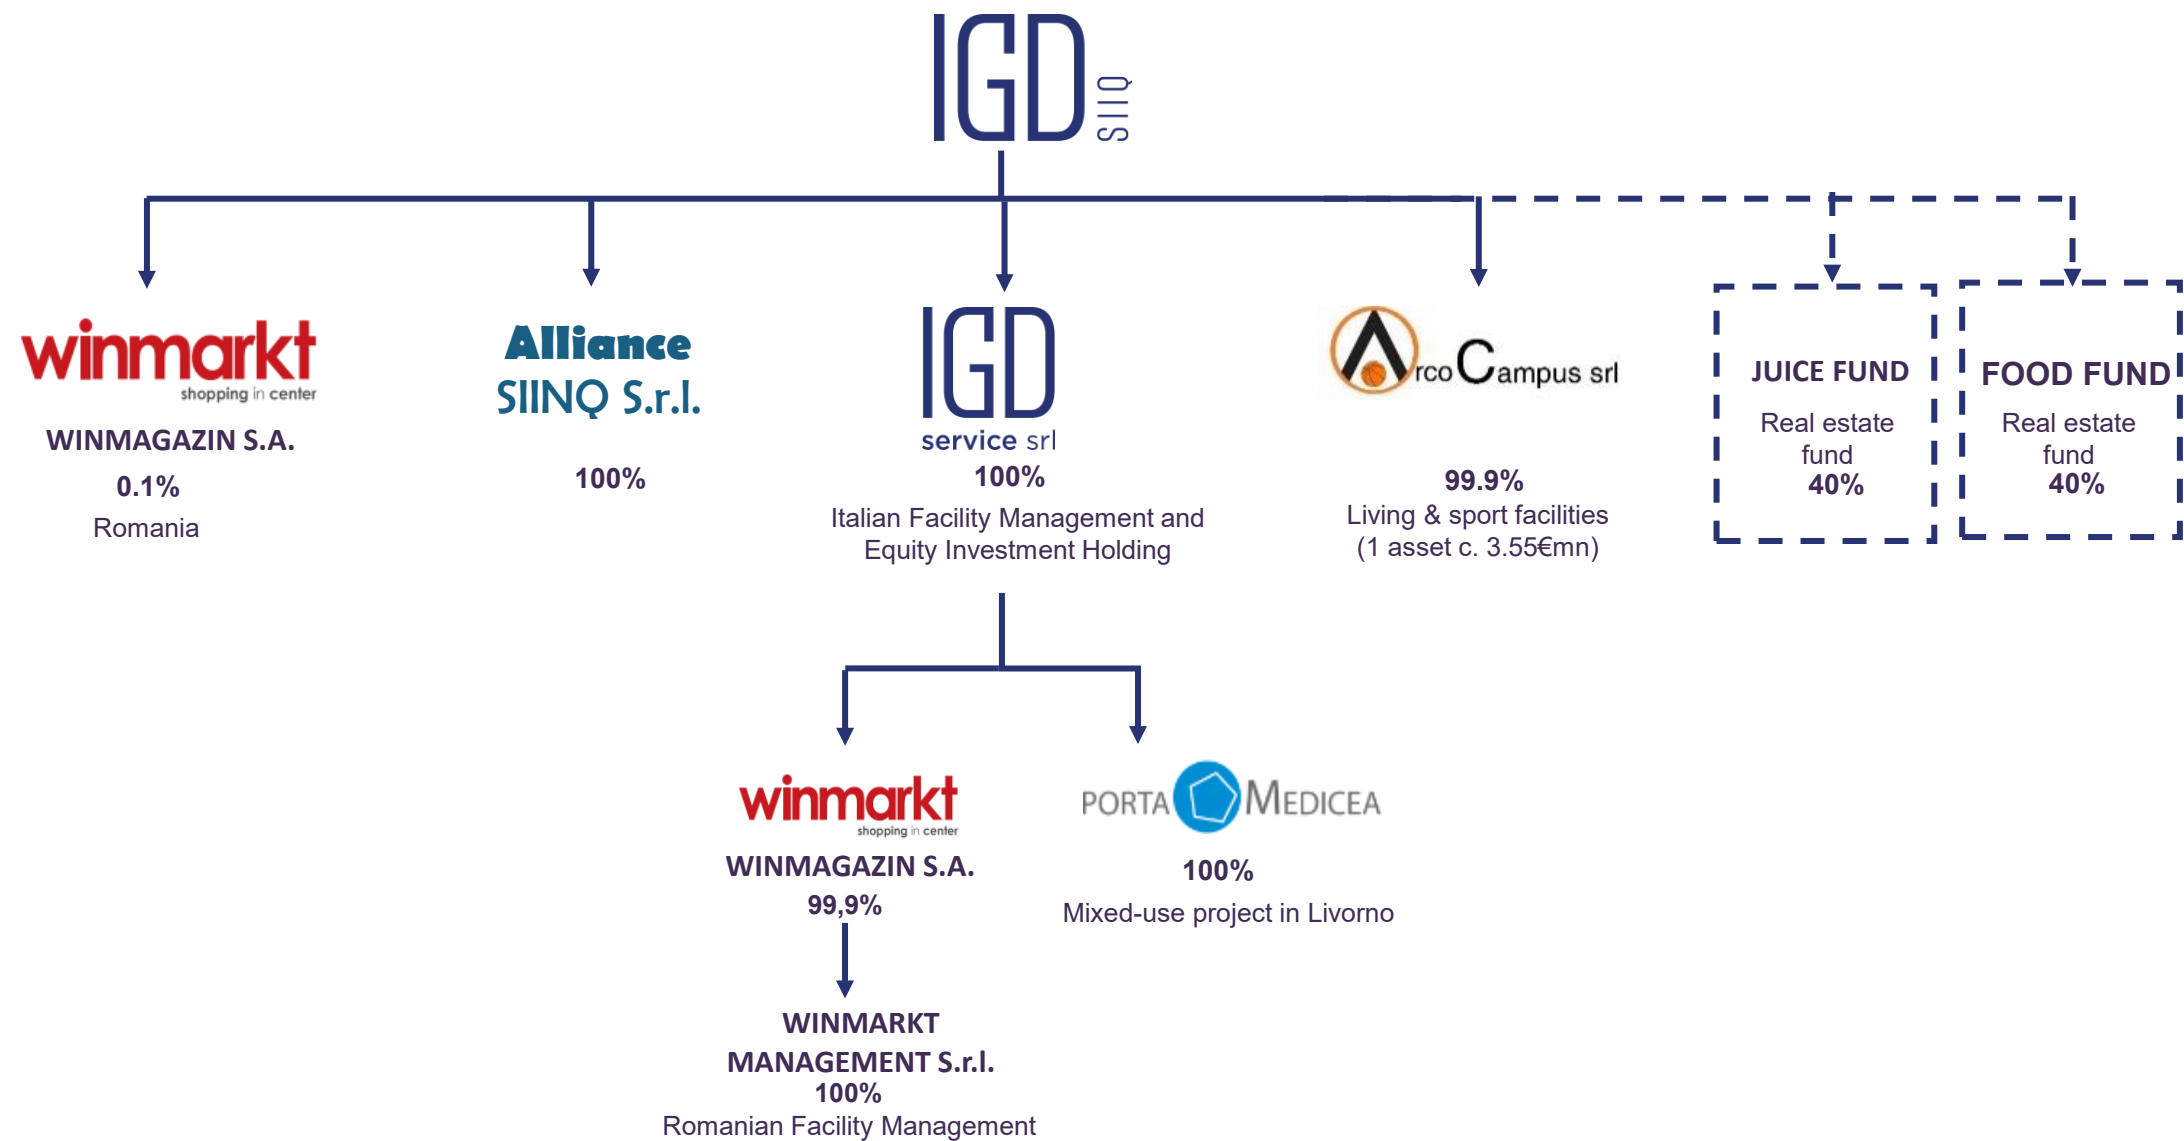 IGD SIIQ
winmarkt
shopping in center
WINMAGAZIN S.A.
0.1%
Romania
Alliance
SIINQ S.r.l.
100%
IGD
service srl
100%
Italian Facility Management and
Equity Investment Holding
Arco Campus srl
99.9%
Living & sport facilities
(1 asset c. 3.55€mn)
JUICE FUND
Real estate
fund
40%
FOOD FUND
Real estate
fund
40%
winmarkt
shopping in center
WINMAGAZIN S.A.
99,9%
PORTA MEDICEA
100%
Mixed-use project in Livorno
WINMARKT
MANAGEMENT S.r.l.
100%
Romanian Facility Management